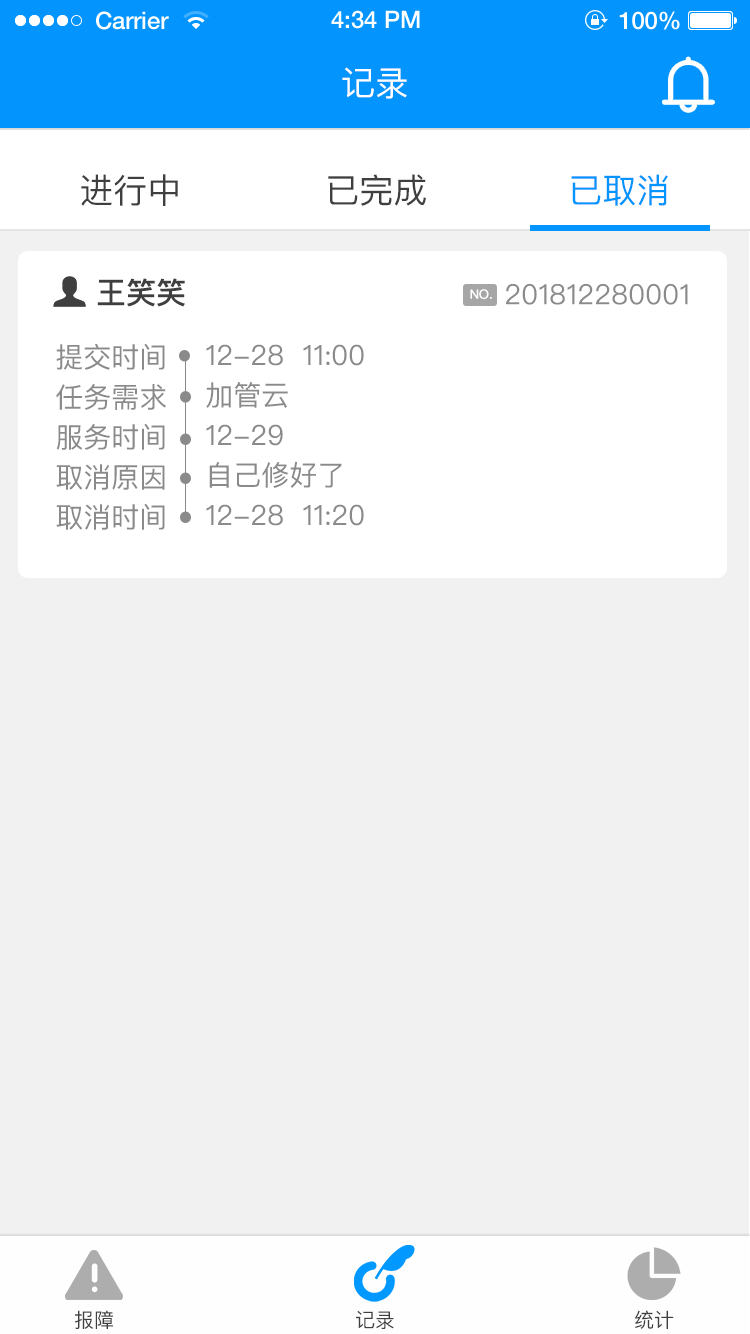 Carrier 4:34 PM 100%
记录
进行中 已完成 已取消
王笑笑 NO. 201812280001
提交时间 12-28 11:00
任务需求 加管云
服务时间 12-29
取消原因 自己修好了
取消时间 12-28 11:20
报障 记录 统计